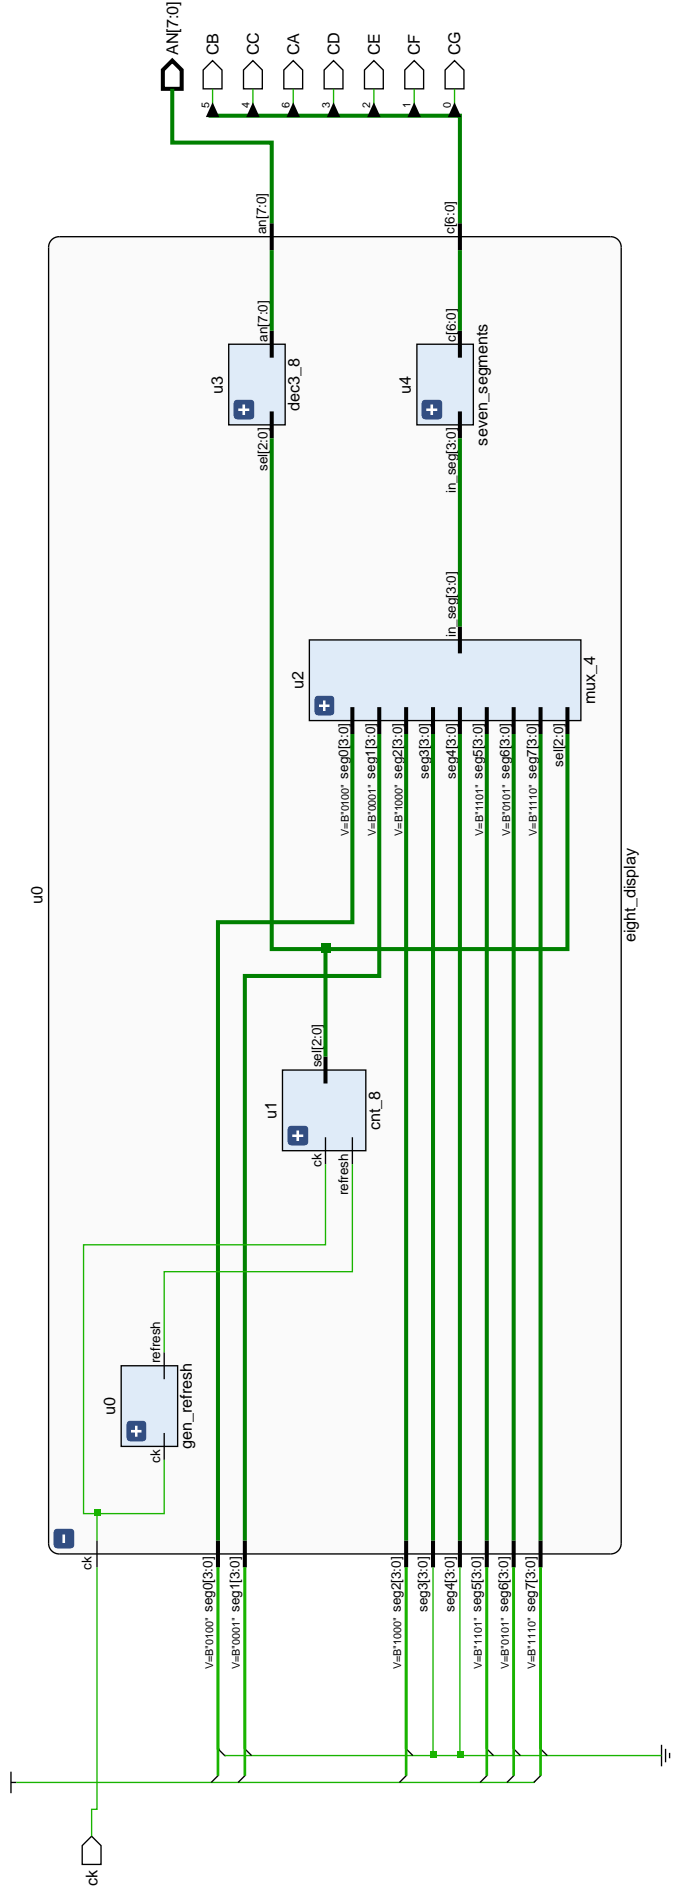 ck
u0
ck
V=B"0100" seg0[3:0]
V=B"0001" seg1[3:0]
V=B"1000" seg2[3:0]
seg3[3:0]
seg4[3:0]
V=B"1101" seg5[3:0]
V=B"0101" seg6[3:0]
V=B"1110" seg7[3:0]
u0
ck
refresh
gen_refresh
u1
ck
refresh
sel[2:0]
cnt_8
eight_display
u2
V=B"0100" seg0[3:0]
V=B"0001" seg1[3:0]
V=B"1000" seg2[3:0]
seg3[3:0]
seg4[3:0]
V=B"1101" seg5[3:0]
V=B"0101" seg6[3:0]
V=B"1110" seg7[3:0]
sel[2:0]
in_seg[3:0]
mux_4
u3
sel[2:0]
an[7:0]
dec3_8
u4
in_seg[3:0]
c[6:0]
seven_segments
an[7:0]
c[6:0]
AN[7:0]
5
CB
4
CC
6
CA
3
CD
2
CE
1
CF
0
CG